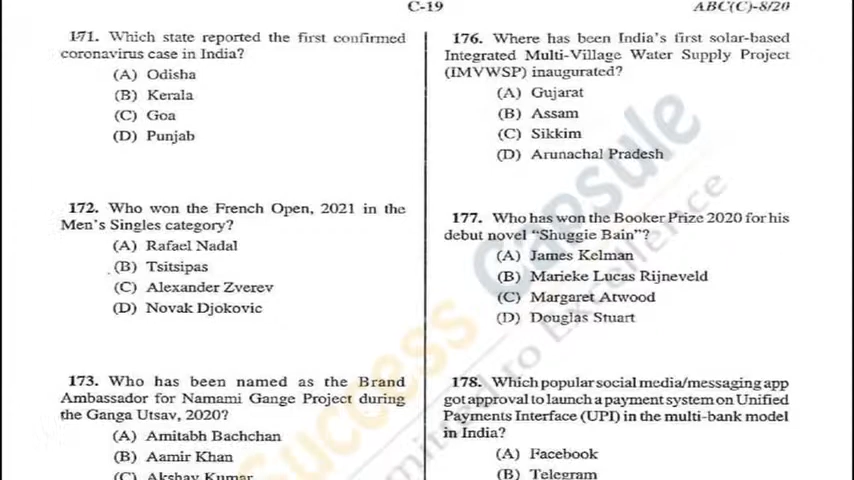 C-19
ABC(C)-8/20
171. Which state reported the first confirmed
coronavirus case in India?
(A) Odisha
(B) Kerala
(C) Goa
(D) Punjab
172. Who won the French Open, 2021 in the
Men's Singles category?
(A) Rafael Nadal
(B) Tsitsipas
(C) Alexander Zverev
(D) Novak Djokovic
173. Who has been named as the Brand
Ambassador for Namami Gange Project during
the Ganga Utsav, 2020?
(A) Amitabh Bachchan
(B) Aamir Khan
(C) Akshay Kumar
176. Where has been India's first solar-based
Integrated Multi-Village Water Supply Project
(IMVWSP) inaugurated?
(A) Gujarat
(B) Assam
(C) Sikkim
(D) Arunachal Pradesh
177. Who has won the Booker Prize 2020 for his
debut novel "Shuggie Bain"?
(A) James Kelman
(B) Marieke Lucas Rijneveld
(C) Margaret Atwood
(D) Douglas Stuart
178. Which popular social media/messaging app
got approval to launch a payment system on Unified
Payments Interface (UPI) in the multi-bank model
in India?
(A) Facebook
(B) Telegram
Success Capsule
to Excellence